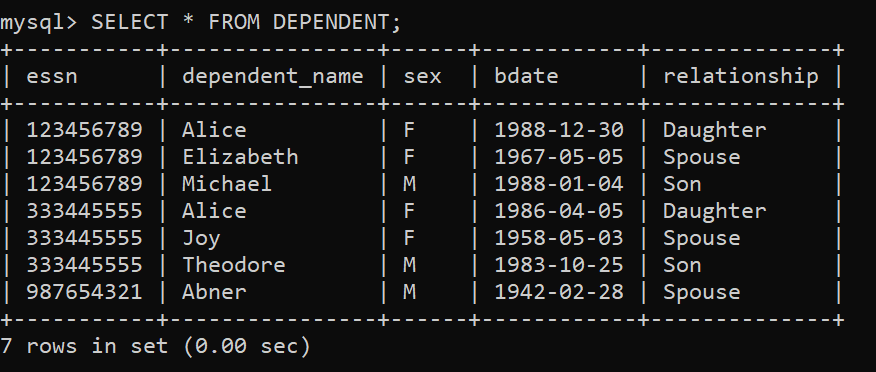 mysql> SELECT * FROM DEPENDENT;
+-----------+----------------+------+------------+--------------+
| essn      | dependent_name | sex  | bdate      | relationship |
+-----------+----------------+------+------------+--------------+
| 123456789 | Alice          | F    | 1988-12-30 | Daughter     |
| 123456789 | Elizabeth      | F    | 1967-05-05 | Spouse       |
| 123456789 | Michael        | M    | 1988-01-04 | Son          |
| 333445555 | Alice          | F    | 1986-04-05 | Daughter     |
| 333445555 | Joy            | F    | 1958-05-03 | Spouse       |
| 333445555 | Theodore       | M    | 1983-10-25 | Son          |
| 987654321 | Abner          | M    | 1942-02-28 | Spouse       |
+-----------+----------------+------+------------+--------------+
7 rows in set (0.00 sec)